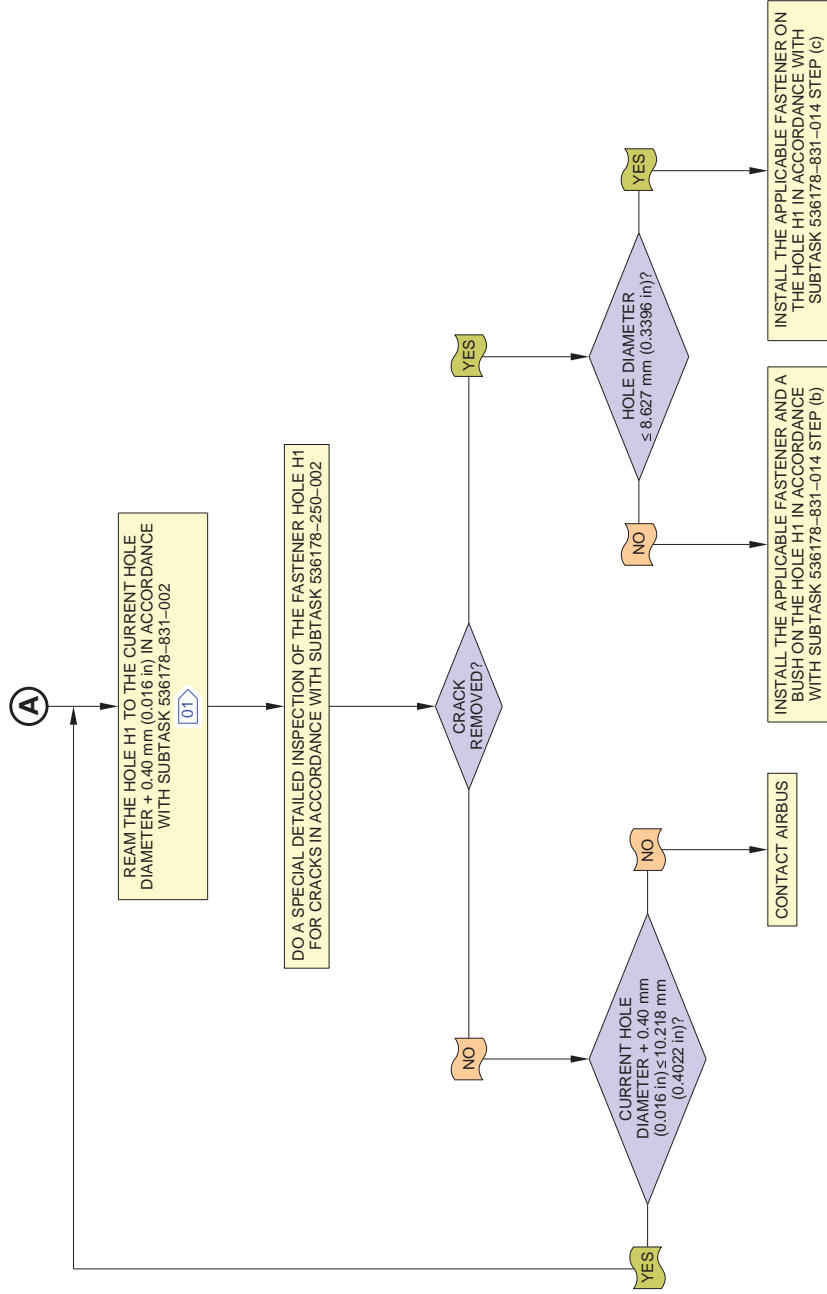 A
REAM THE HOLE H1 TO THE CURRENT HOLE
DIAMETER + 0.40 mm (0.016 in) IN ACCORDANCE
WITH SUBTASK 536178–831–002
01
DO A SPECIAL DETAILED INSPECTION OF THE FASTENER HOLE H1
FOR CRACKS IN ACCORDANCE WITH SUBTASK 536178–250–002
CRACK
REMOVED?
NO
YES
CURRENT HOLE
DIAMETER + 0.40 mm
(0.016 in) ≤ 10.218 mm
(0.4022 in)?
YES
NO
CONTACT AIRBUS
HOLE DIAMETER
≤ 8.627 mm (0.3396 in)?
NO
YES
INSTALL THE APPLICABLE FASTENER AND A
BUSH ON THE HOLE H1 IN ACCORDANCE
WITH SUBTASK 536178–831–014 STEP (b)
INSTALL THE APPLICABLE FASTENER ON
THE HOLE H1 IN ACCORDANCE WITH
SUBTASK 536178–831–014 STEP (c)